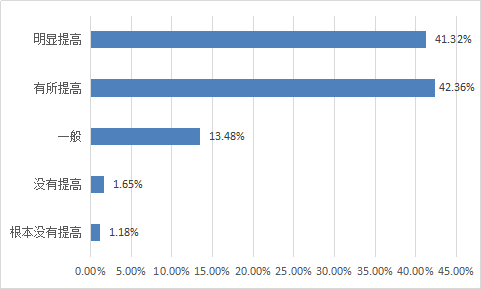 明显提高 41.32%
有所提高 42.36%
一般 13.48%
没有提高 1.65%
根本没有提高 1.18%
0.00% 5.00% 10.00% 15.00% 20.00% 25.00% 30.00% 35.00% 40.00% 45.00%